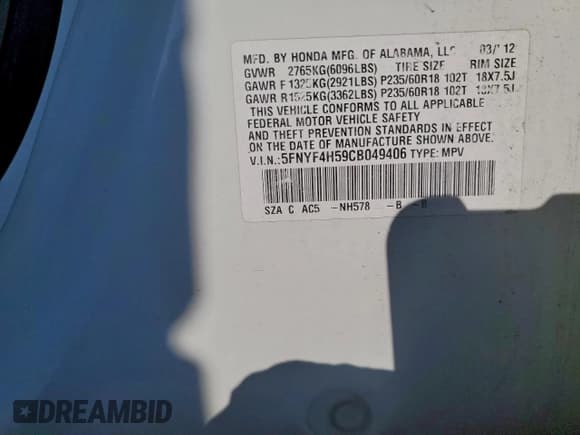 MFD. BY HONDA MFG. OF ALABAMA, LLC 03/12
GVWR 2765KG(6096LBS) TIRE SIZE RIM SIZE
GAWR F 1325KG(2921LBS) P235/60R18 102T 18X7.5J
GAWR R 1525KG(3362LBS) P235/60R18 102T 18X7.5J
THIS VEHICLE CONFORMS TO ALL APPLICABLE
FEDERAL MOTOR VEHICLE SAFETY
AND THEFT PREVENTION STANDARDS IN EFFECT
ON THE DATE OF MANUFACTURE SHOWN ABOVE.
V.I.N.: 5FNYF4H59CB049406 TYPE: MPV
SZA C AC5 -NH578 -B -B
DREAMBID